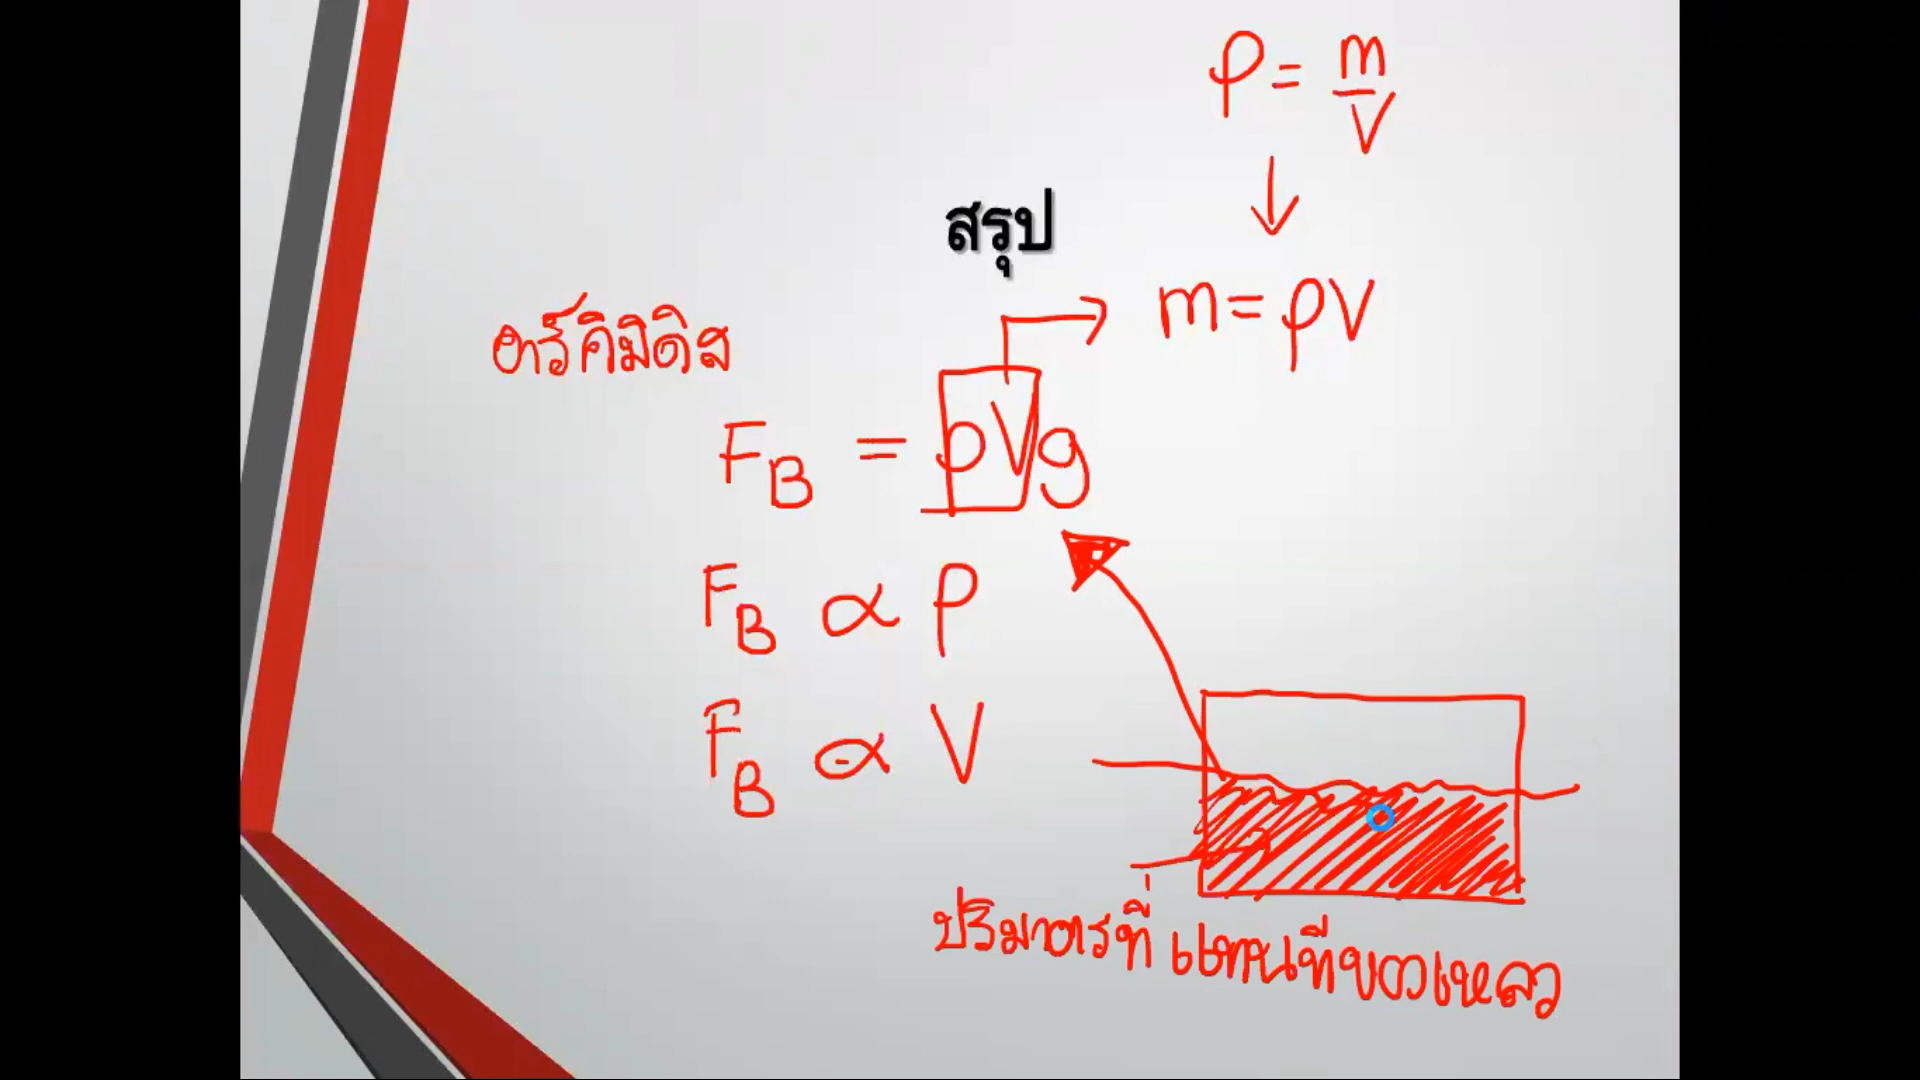 ρ = m/V
สรุป
m = ρV
อาร์คิมิดิส
F_B = ρVg
F_B ∝ ρ
F_B ∝ V
ปริมาตรที่ แทนที่ของเหลว